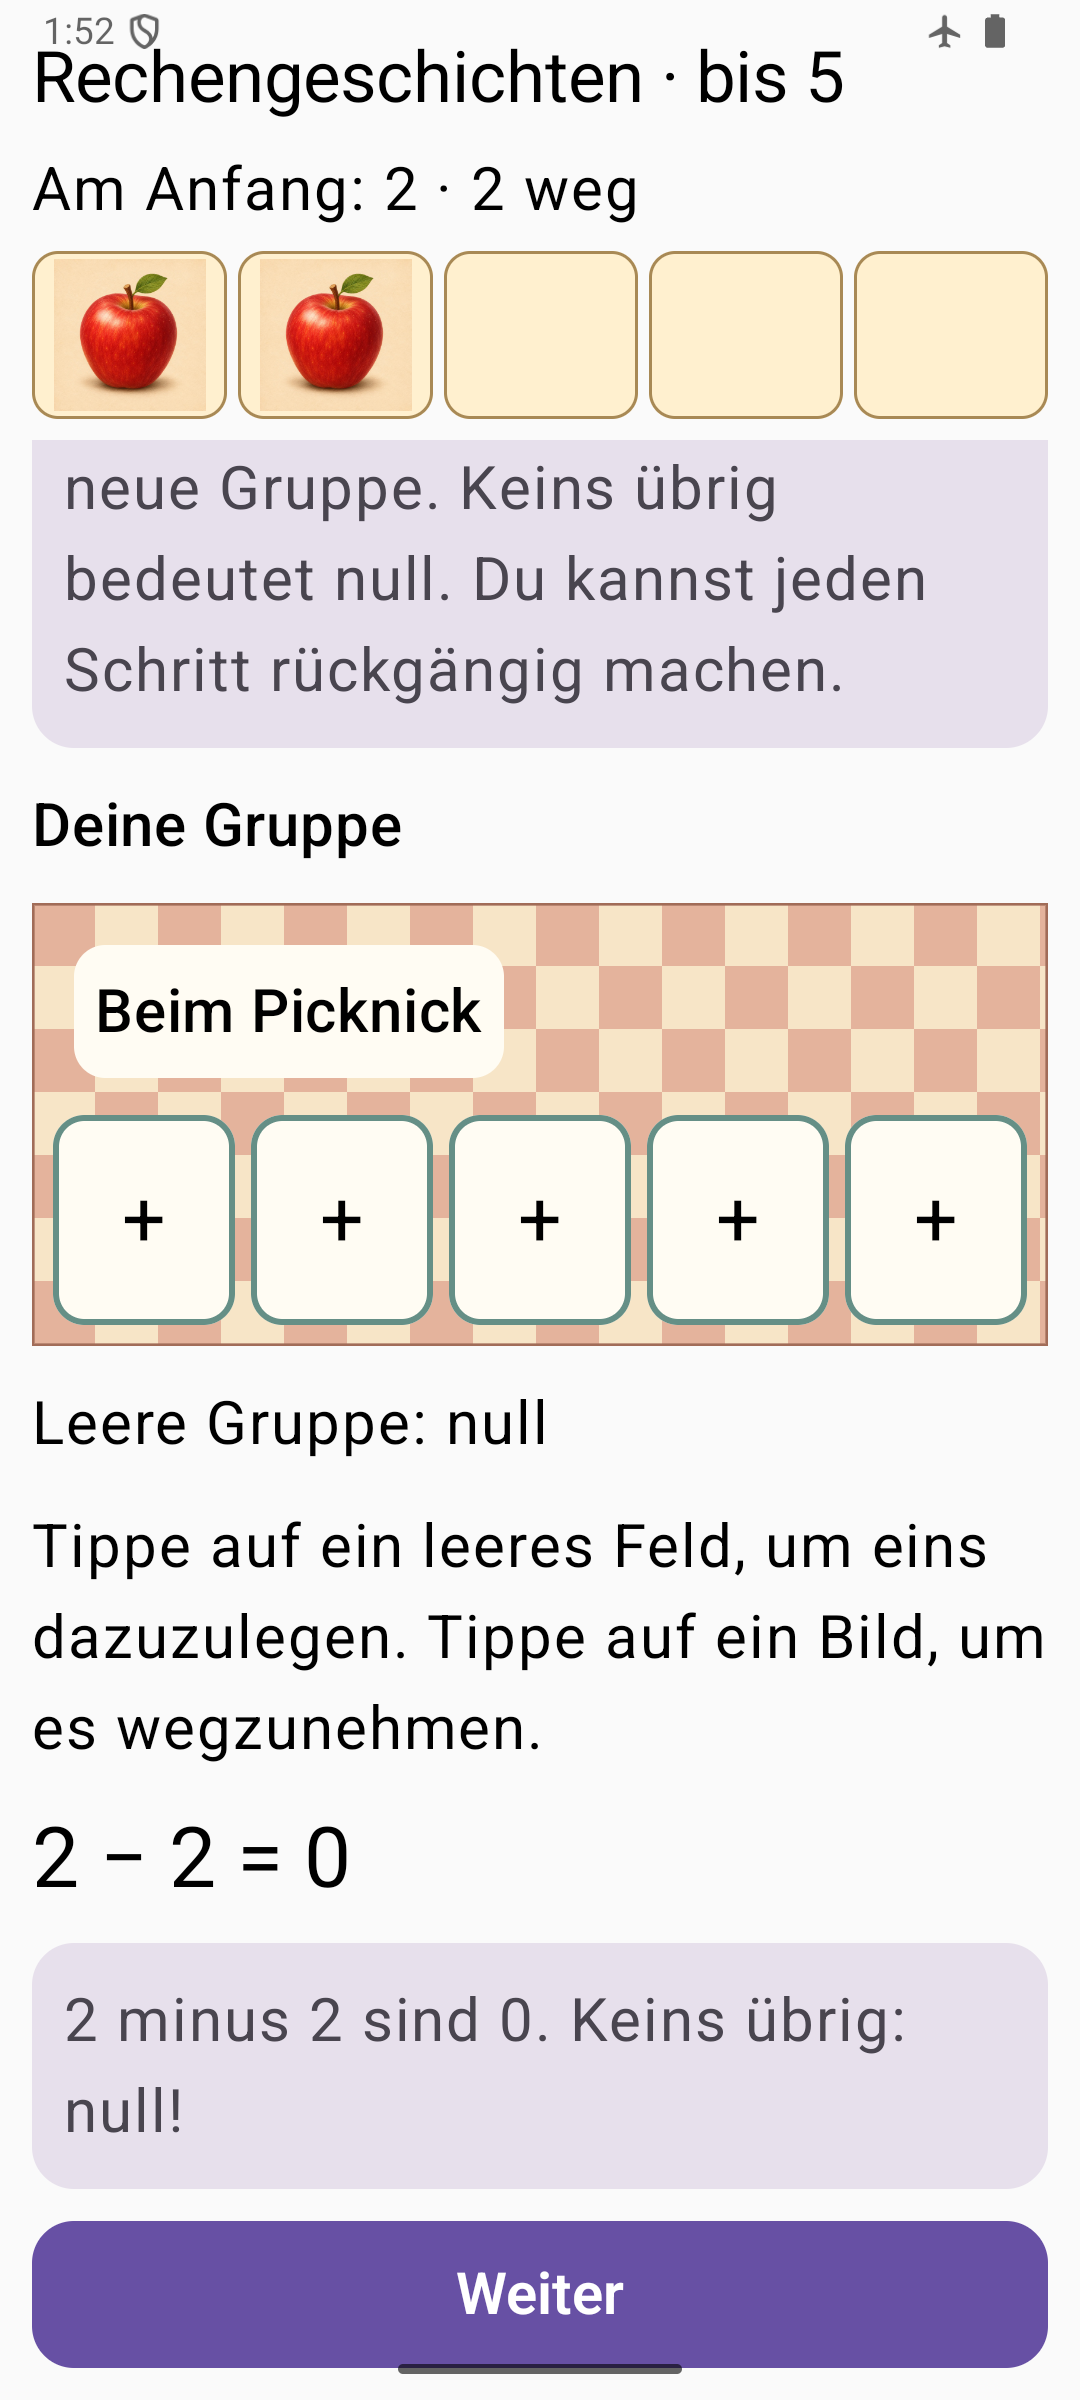 1:52
Rechengeschichten · bis 5
Am Anfang: 2 · 2 weg
neue Gruppe. Keins übrig
bedeutet null. Du kannst jeden
Schritt rückgängig machen.
Deine Gruppe
Beim Picknick
+ + + + +
Leere Gruppe: null
Tippe auf ein leeres Feld, um eins
dazuzulegen. Tippe auf ein Bild, um
es wegzunehmen.
2 − 2 = 0
2 minus 2 sind 0. Keins übrig:
null!
Weiter